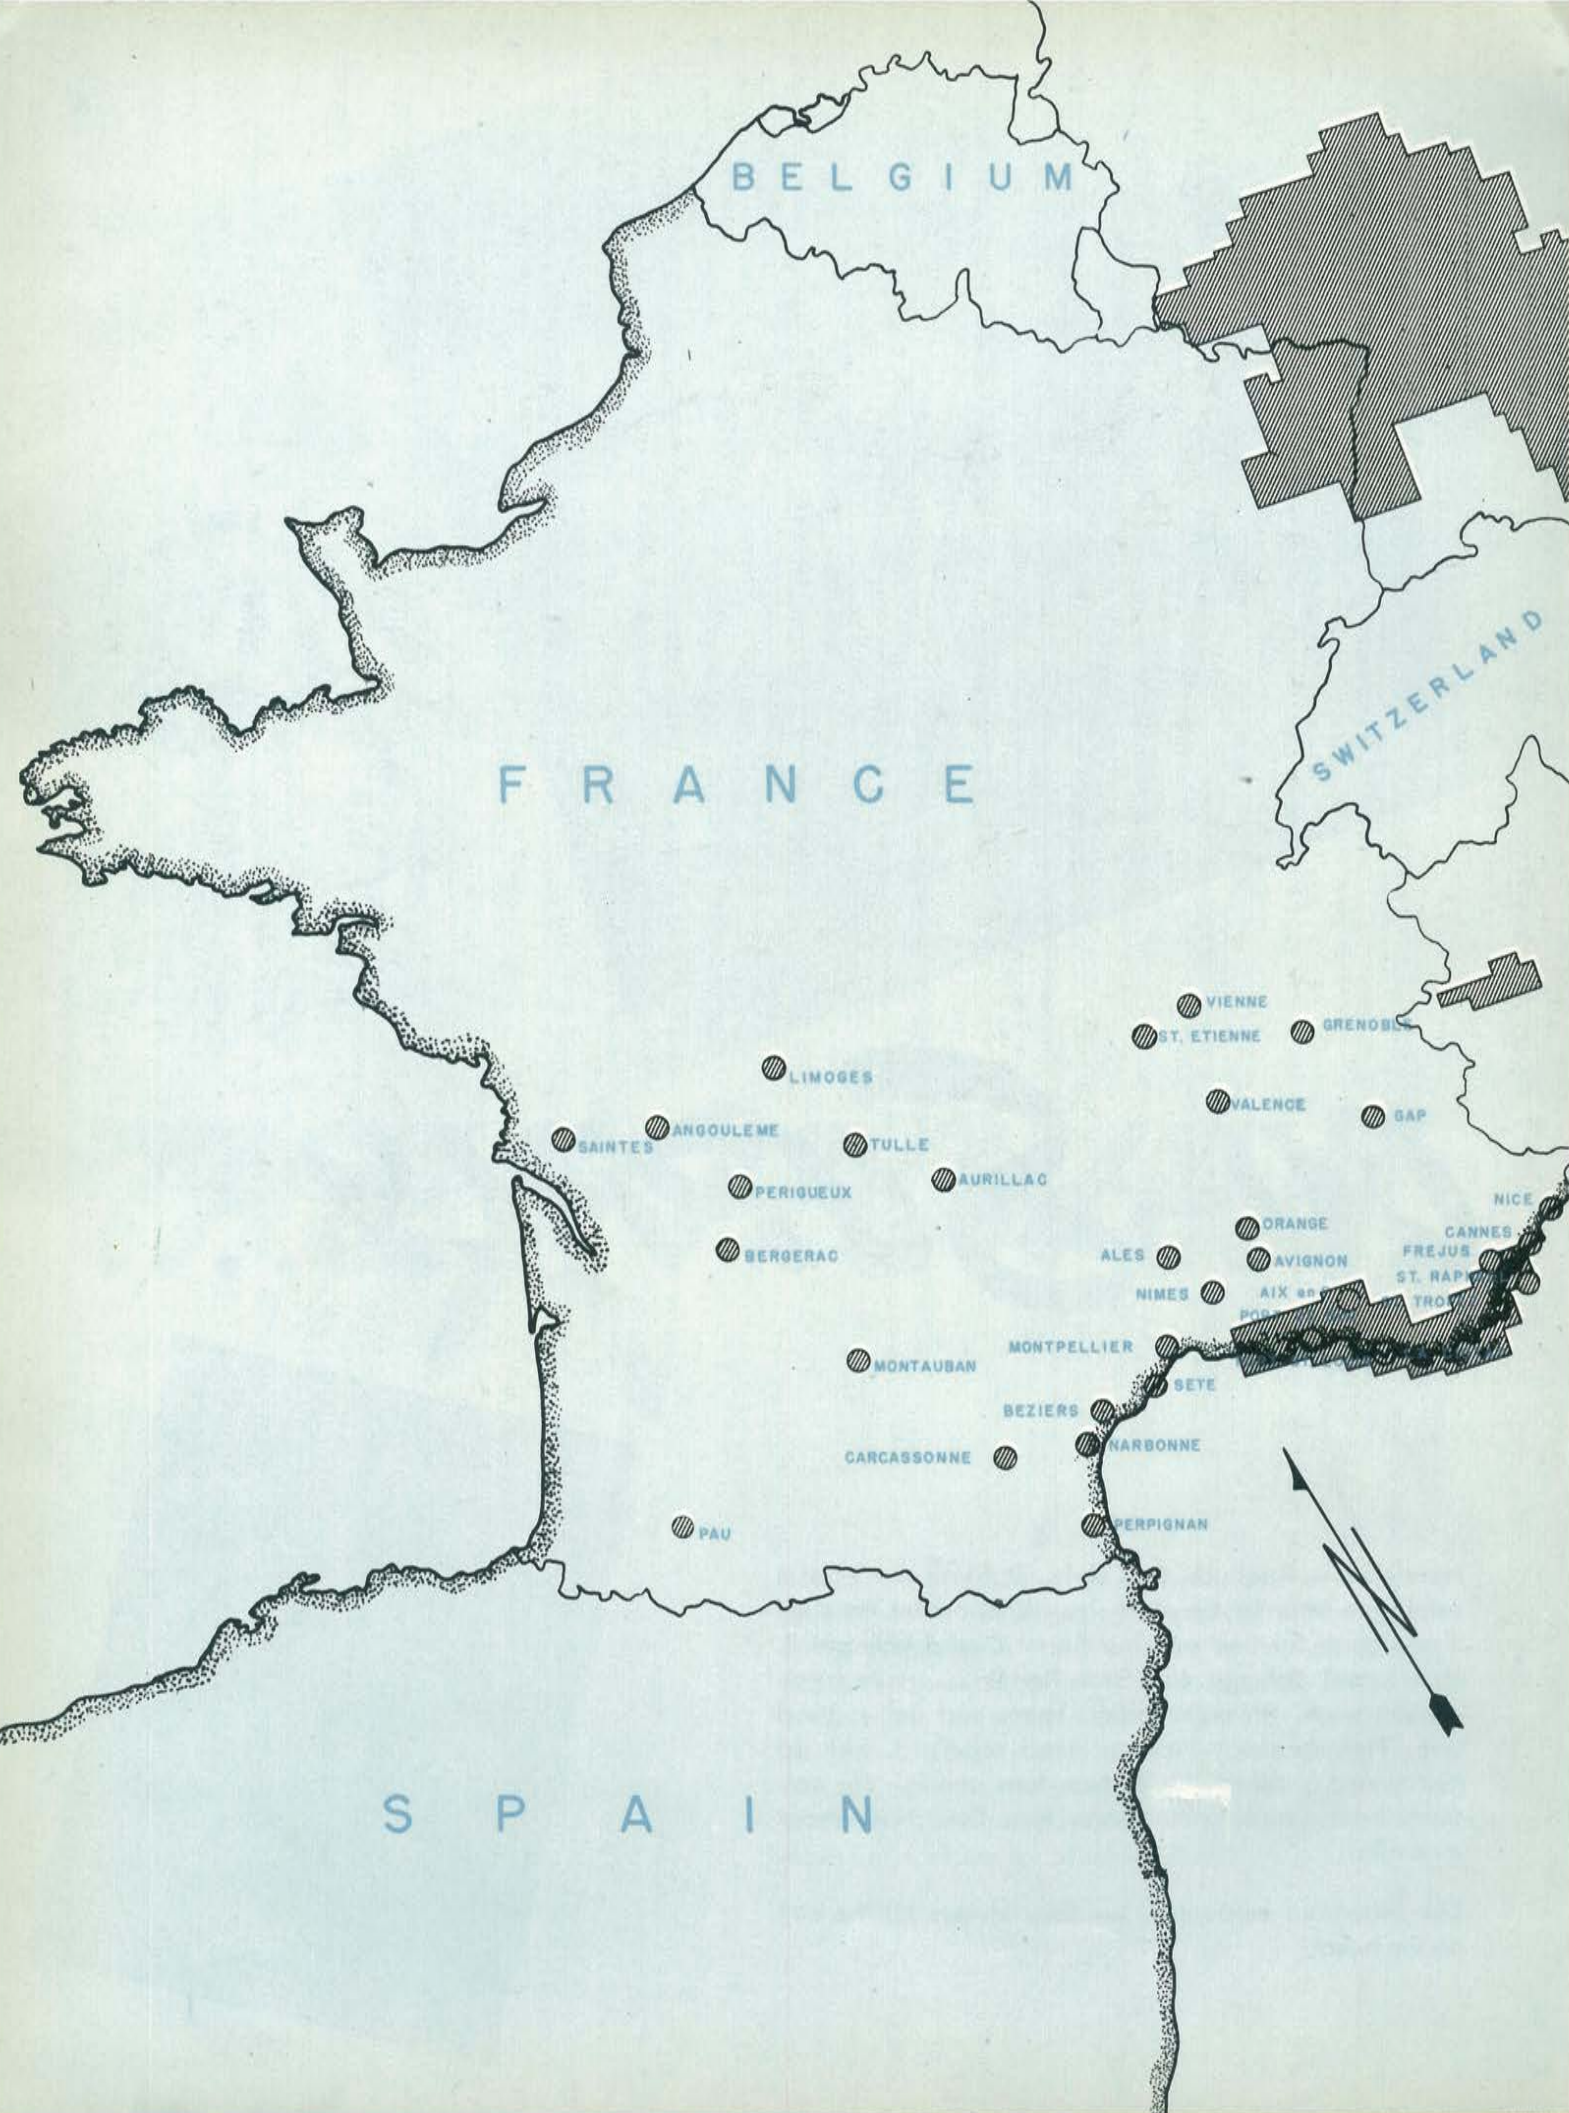 BELGIUM
SWITZERLAND
FRANCE
VIENNE
GRENOBLE
ST. ETIENNE
LIMOGES
VALENCE
GAP
ANGOULEME
SAINTES
TULLE
AURILLAC
PERIGUEUX
NICE
ORANGE
CANNES
FREJUS
BERGERAC
ALES
AVIGNON
ST. RAP
NIMES
AIX en
TROP
MONTPELLIER
MONTAUBAN
SETE
BEZIERS
NARBONNE
CARCASSONNE
PERPIGNAN
PAU
SPAIN